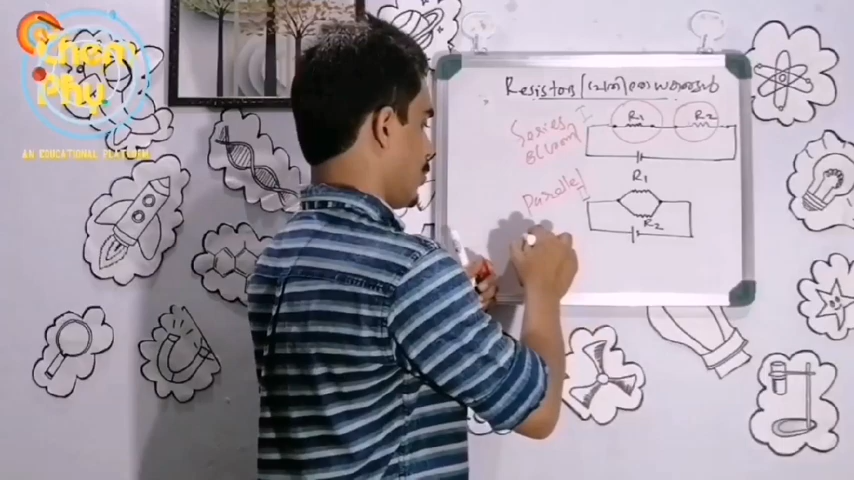 Chem
Phy
AN EDUCATIONAL PLATFORM
Resistors
Series
R1
R2
Parallel
R1
R2